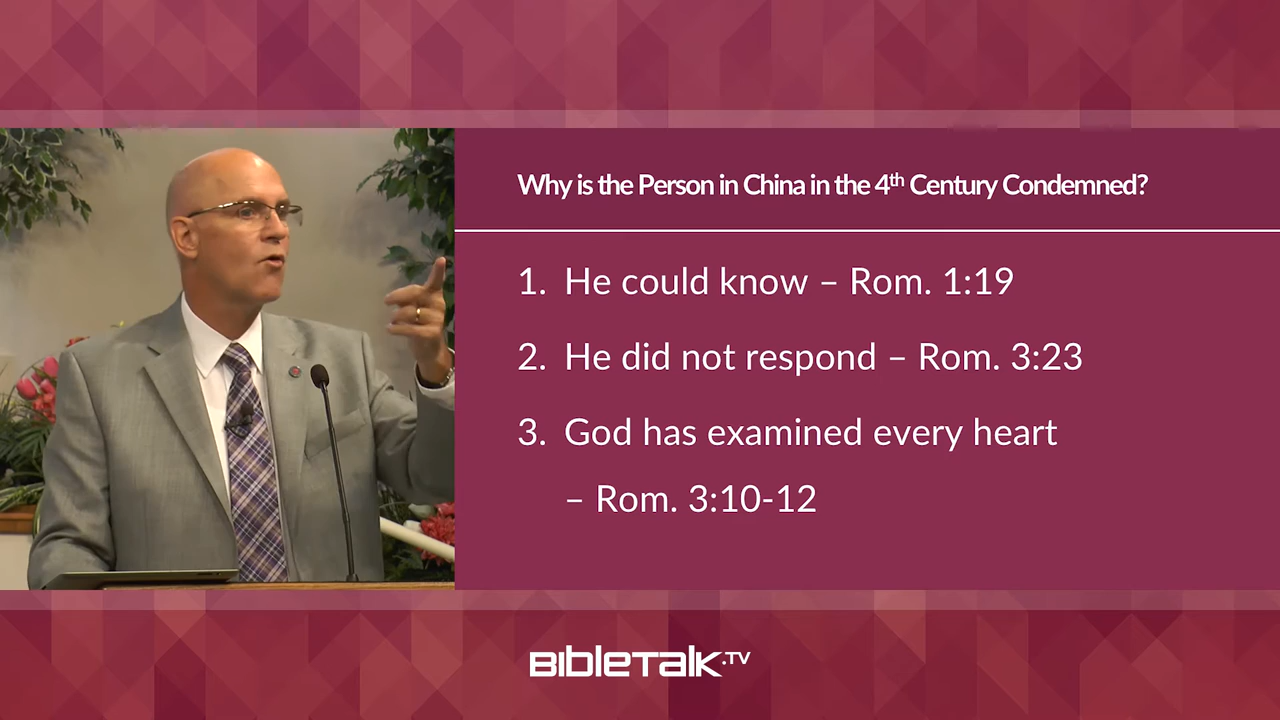 Why is the Person in China in the 4th Century Condemned?
1. He could know – Rom. 1:19
2. He did not respond – Rom. 3:23
3. God has examined every heart
– Rom. 3:10-12
BibleTalk.TV